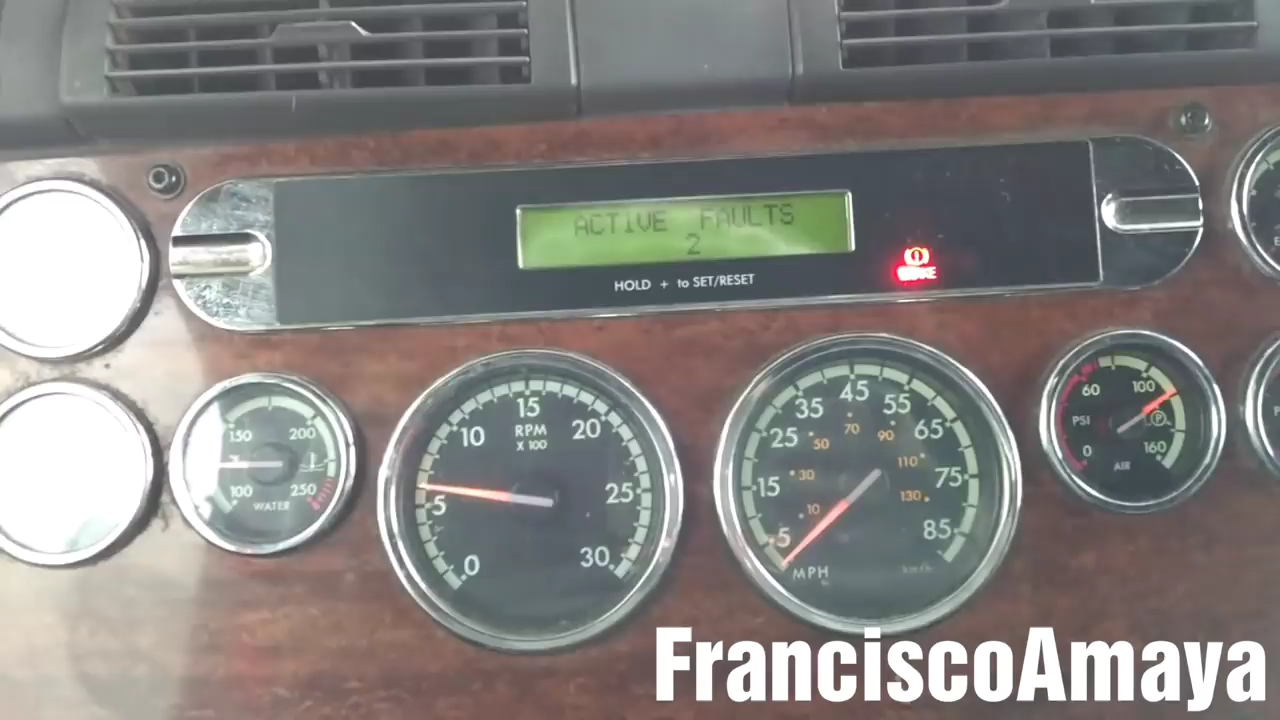 ACTIVE FAULTS
2
HOLD + to SET/RESET
BRAKE
150 200
100 250
WATER
15
10 20
RPM
X 100
5 25
0 30
45
35 55
25 65
15 75
5 85
70
50 90
30 110
10 130
MPH
km/h
60 100
PSI
P
0 160
AIR
FranciscoAmaya